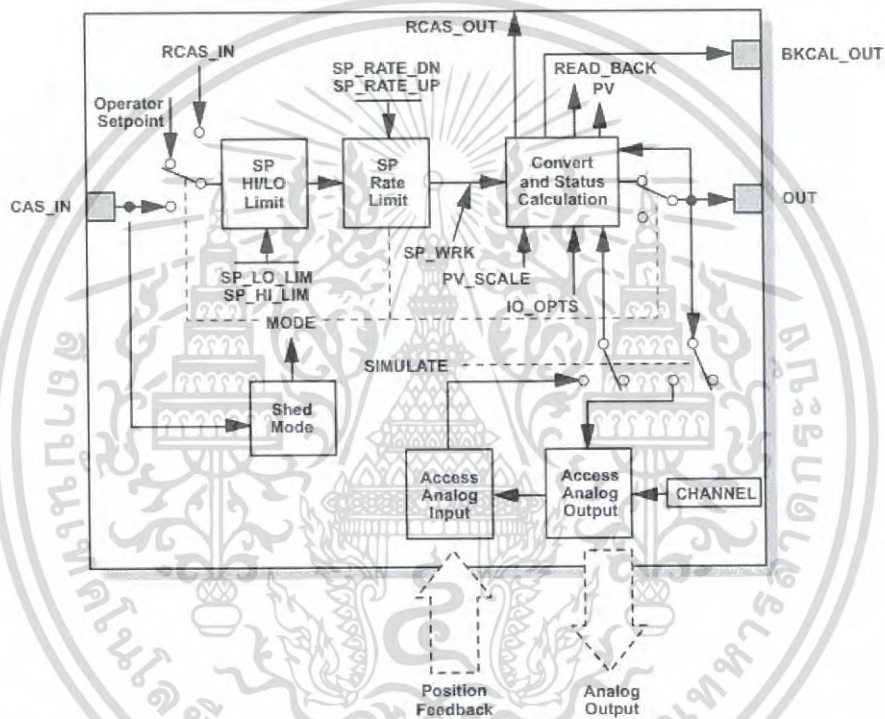 RCAS_OUT
RCAS_IN
BKCAL_OUT
SP_RATE_DN
SP_RATE_UP
READ_BACK
PV
Operator
Setpoint
SP
HI/LO
Limit
SP
Rate
Limit
Convert
and Status
Calculation
CAS_IN
OUT
SP_WRK
SP_LO_LIM
SP_HI_LIM
PV_SCALE
IO_OPTS
MODE
SIMULATE
Shed
Mode
Access
Analog
Input
Access
Analog
Output
CHANNEL
Position
Feedback
Analog
Output